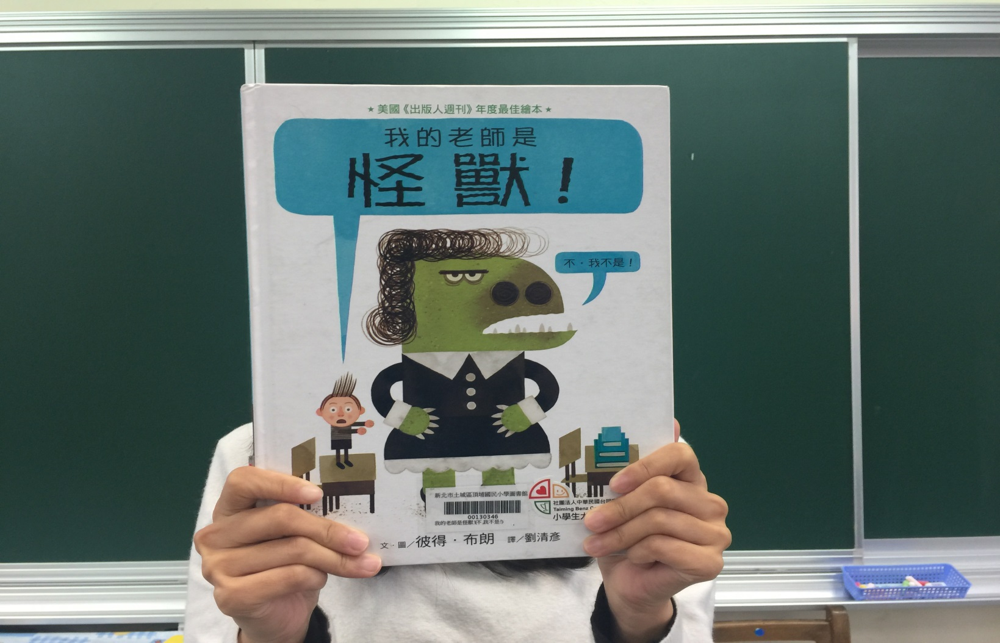 ★美國《出版人週刊》年度最佳繪本★
我的老師是
怪獸！
不・我不是！
新北市土城區頂埔國民小學圖書館
00130346
我的老師是怪獸!(不,我不是!)
社團法人中華民國台明
Taiming Benz
小學生
文・圖／彼得・布朗 譯／劉清彥